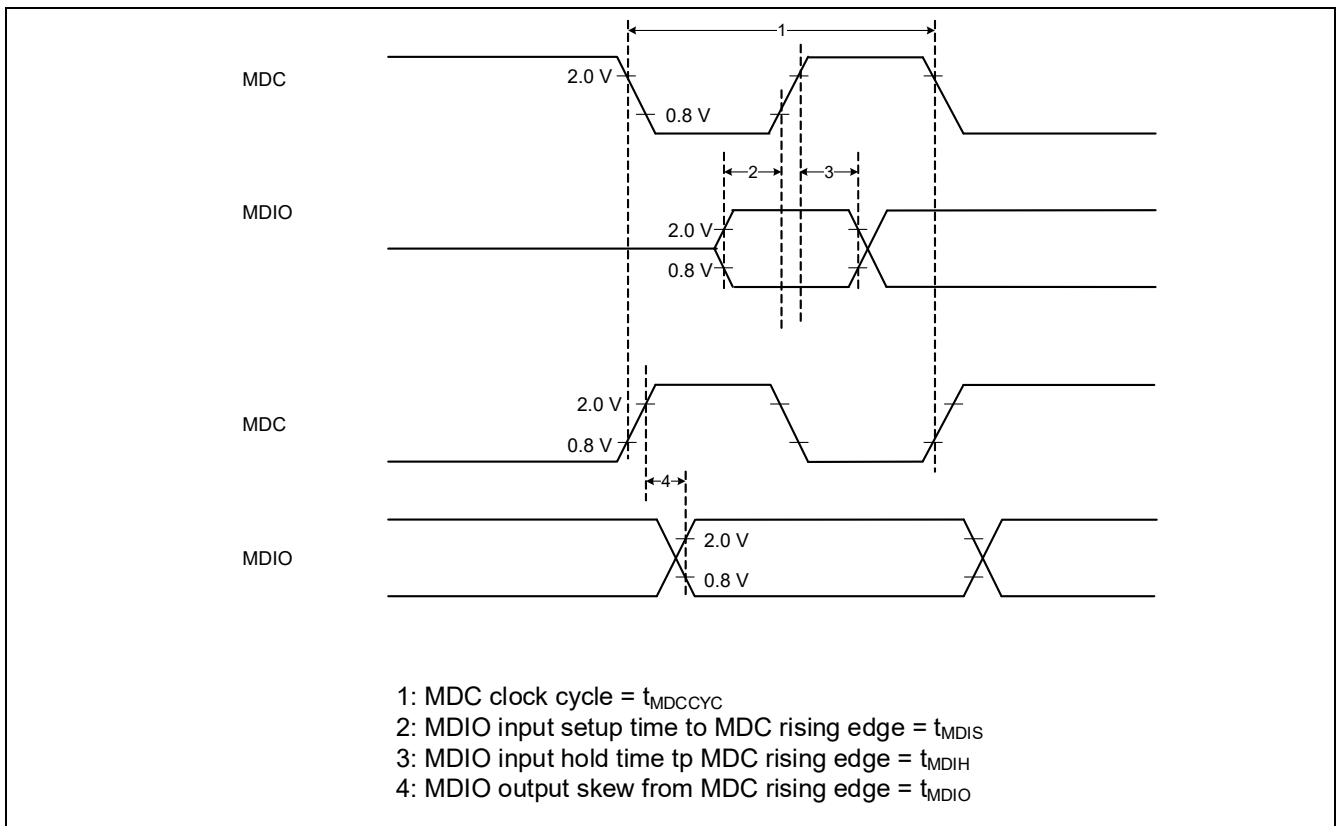 1
MDC
2.0 V
0.8 V
2
3
MDIO
2.0 V
0.8 V
2.0 V
MDC
0.8 V
4
2.0 V
MDIO
0.8 V
1: MDC clock cycle = tMDCCYC
2: MDIO input setup time to MDC rising edge = tMDIS
3: MDIO input hold time tp MDC rising edge = tMDIH
4: MDIO output skew from MDC rising edge = tMDIO